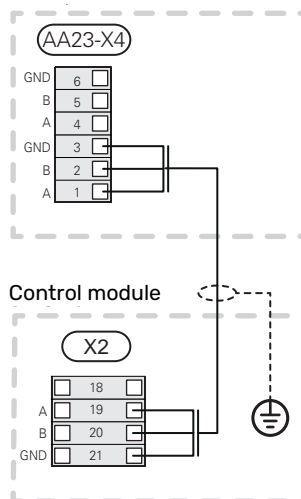 AA23-X4
GND 6
B 5
A 4
GND 3
B 2
A 1
Control module
X2
18
A 19
B 20
GND 21